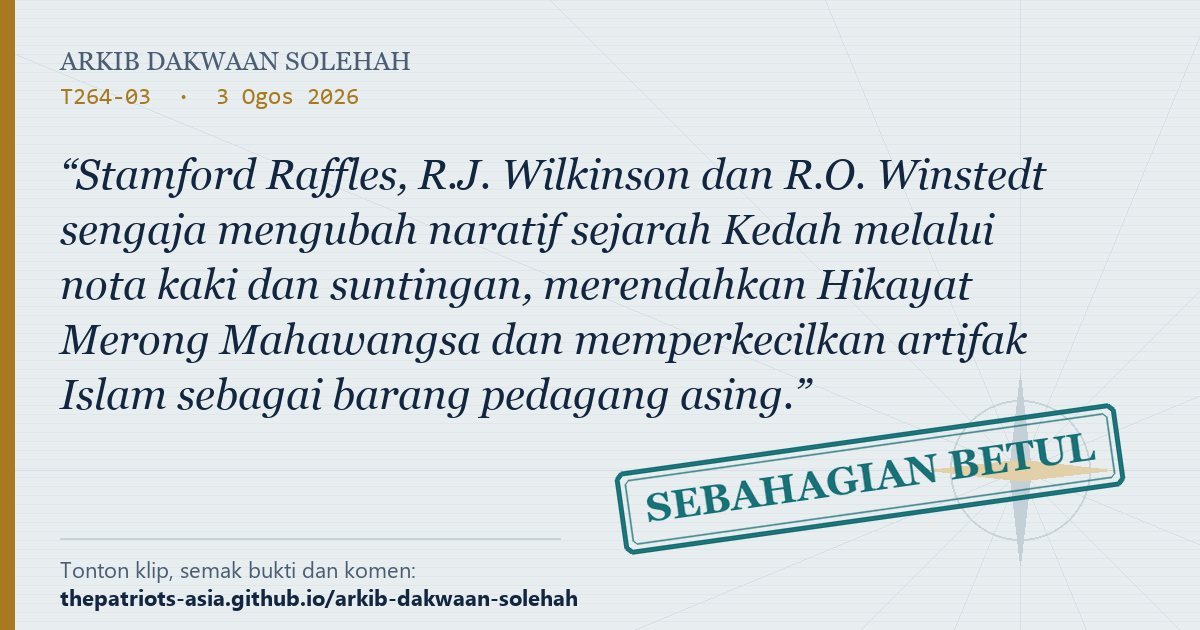 ARKIB DAKWAAN SOLEHAH
T264-03 · 3 Ogos 2026
“Stamford Raffles, R.J. Wilkinson dan R.O. Winstedt
sengaja mengubah naratif sejarah Kedah melalui
nota kaki dan suntingan, merendahkan Hikayat
Merong Mahawangsa dan memperkecilkan artifak
Islam sebagai barang pedagang asing.”
SEBAHAGIAN BETUL
Tonton klip, semak bukti dan komen:
thepatriots-asia.github.io/arkib-dakwaan-solehah